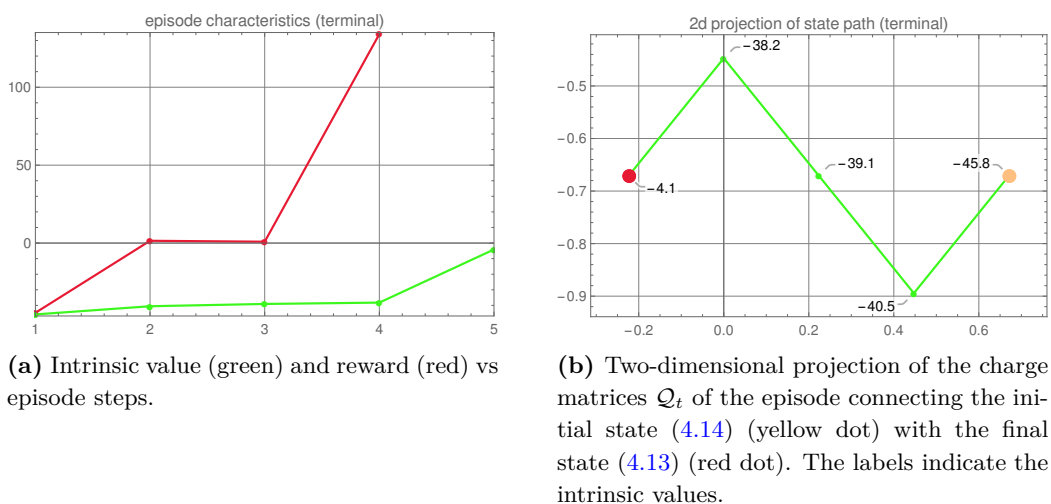 episode characteristics (terminal)
100
50
0
1
2
3
4
5
(a) Intrinsic value (green) and reward (red) vs
episode steps.
2d projection of state path (terminal)
−0.5
−0.6
−0.7
−0.8
−0.9
−0.2
0.0
0.2
0.4
0.6
−38.2
−4.1
−39.1
−45.8
−40.5
(b) Two-dimensional projection of the charge
matrices 𝒬t of the episode connecting the ini-
tial state (4.14) (yellow dot) with the final
state (4.13) (red dot). The labels indicate the
intrinsic values.